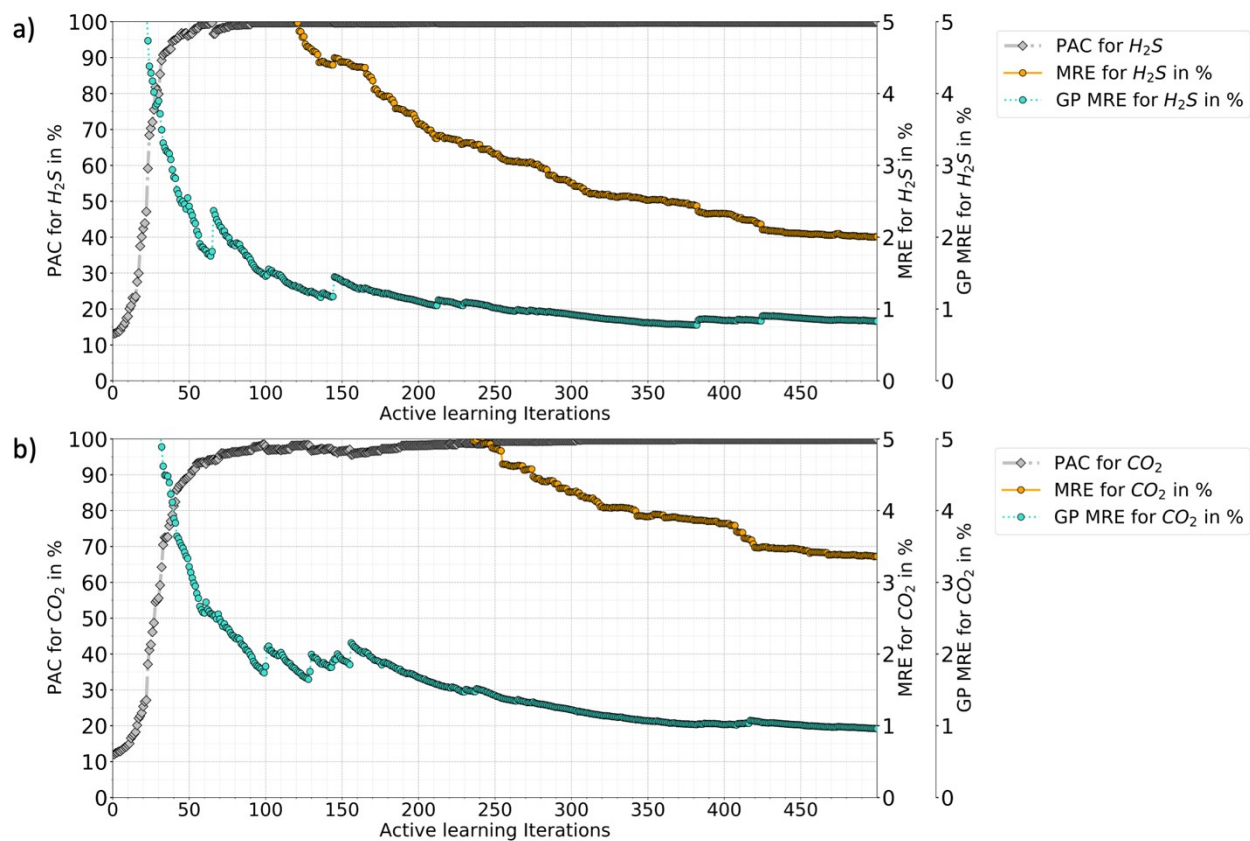 a)
100
90
80
70
60
50
40
30
20
10
0
PAC for H₂S in %
0 50 100 150 200 250 300 350 400 450
Active learning Iterations
5
4
3
2
1
0
MRE for H₂S in %
5
4
3
2
1
0
GP MRE for H₂S in %
PAC for H₂S
MRE for H₂S in %
GP MRE for H₂S in %
b)
100
90
80
70
60
50
40
30
20
10
0
PAC for CO₂ in %
0 50 100 150 200 250 300 350 400 450
Active learning Iterations
5
4
3
2
1
0
MRE for CO₂ in %
5
4
3
2
1
0
GP MRE for CO₂ in %
PAC for CO₂
MRE for CO₂ in %
GP MRE for CO₂ in %